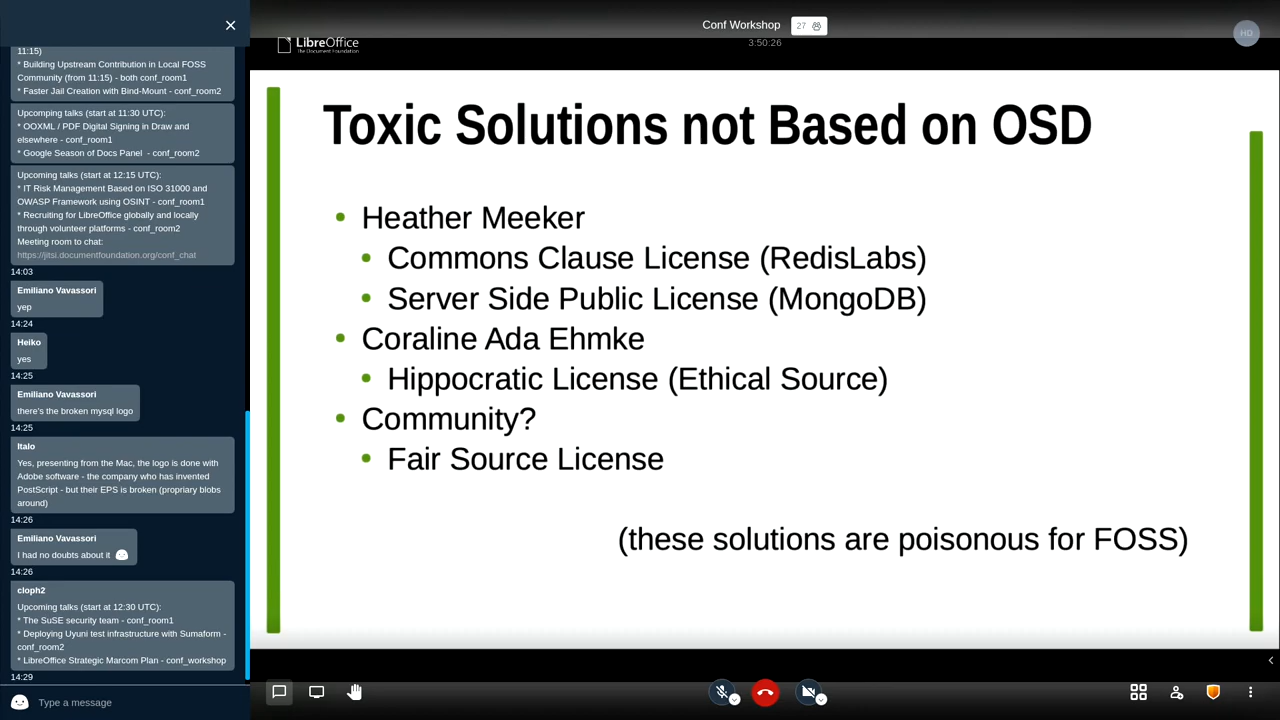 11:15)
* Building Upstream Contribution in Local FOSS
Community (from 11:15) - both conf_room1
* Faster Jail Creation with Bind-Mount - conf_room2
Upcomping talks (start at 11:30 UTC):
* OOXML / PDF Digital Signing in Draw and
elsewhere - conf_room1
* Google Season of Docs Panel - conf_room2
Upcoming talks (start at 12:15 UTC):
* IT Risk Management Based on ISO 31000 and
OWASP Framework using OSINT - conf_room1
* Recruiting for LibreOffice globally and locally
through volunteer platforms - conf_room2
Meeting room to chat:
https://jitsi.documentfoundation.org/conf_chat
14:03
Emiliano Vavassori
yep
14:24
Heiko
yes
14:25
Emiliano Vavassori
there's the broken mysql logo
14:25
Italo
Yes, presenting from the Mac, the logo is done with
Adobe software - the company who has invented
PostScript - but their EPS is broken (propriary blobs
around)
14:26
Emiliano Vavassori
I had no doubts about it
14:26
cloph2
Upcoming talks (start at 12:30 UTC):
* The SuSE security team - conf_room1
* Deploying Uyuni test infrastructure with Sumaform -
conf_room2
* LibreOffice Strategic Marcom Plan - conf_workshop
14:29
Type a message
Conf Workshop 27
3:50:26
HD
LibreOffice
The Document Foundation
Toxic Solutions not Based on OSD
• Heather Meeker
• Commons Clause License (RedisLabs)
• Server Side Public License (MongoDB)
• Coraline Ada Ehmke
• Hippocratic License (Ethical Source)
• Community?
• Fair Source License
(these solutions are poisonous for FOSS)